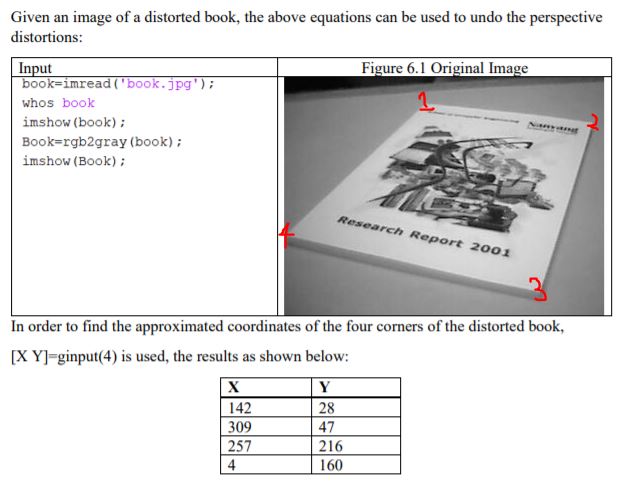 Given an image of a distorted book, the above equations can be used to undo the perspective
distortions:
Input
Figure 6.1 Original Image
book=imread('book.jpg');
whos book
imshow(book);
Book=rgb2gray(book);
imshow(Book);
1
2
Nanyang
Research Report 2001
4
3
In order to find the approximated coordinates of the four corners of the distorted book,
[X Y]=ginput(4) is used, the results as shown below:
X Y
142 28
309 47
257 216
4 160